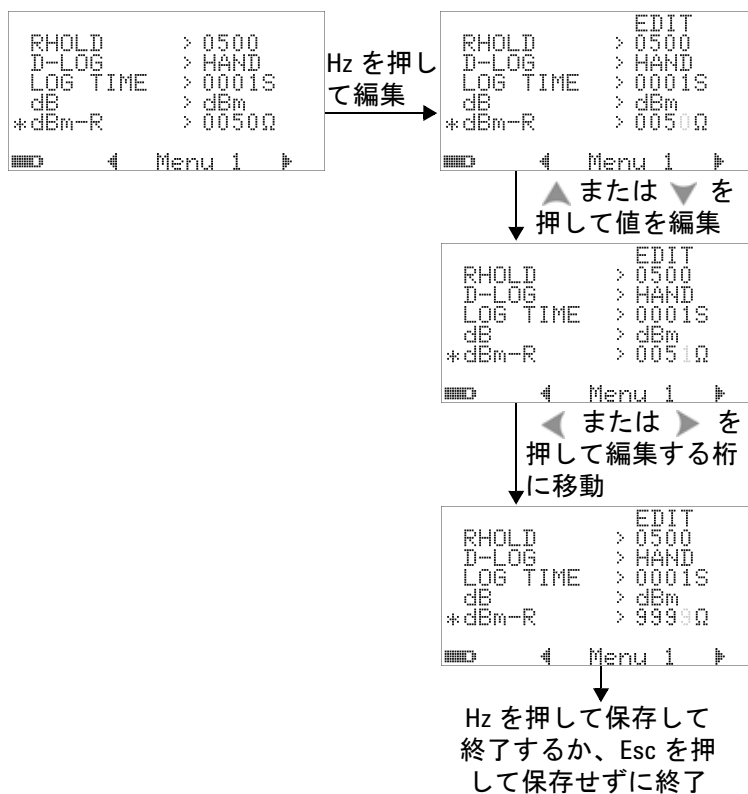 RHOLD > 0500
D-LOG > HAND
LOG TIME > 0001S
dB > dBm
*dBm-R > 0050Ω
Menu 1
Hz を押し
て編集
EDIT
RHOLD > 0500
D-LOG > HAND
LOG TIME > 0001S
dB > dBm
*dBm-R > 0050Ω
Menu 1
▲ または ▼ を
押して値を編集
EDIT
RHOLD > 0500
D-LOG > HAND
LOG TIME > 0001S
dB > dBm
*dBm-R > 0051Ω
Menu 1
◀ または ▶ を
押して編集する桁
に移動
EDIT
RHOLD > 0500
D-LOG > HAND
LOG TIME > 0001S
dB > dBm
*dBm-R > 9999Ω
Menu 1
Hz を押して保存して
終了するか、Esc を押
して保存せずに終了